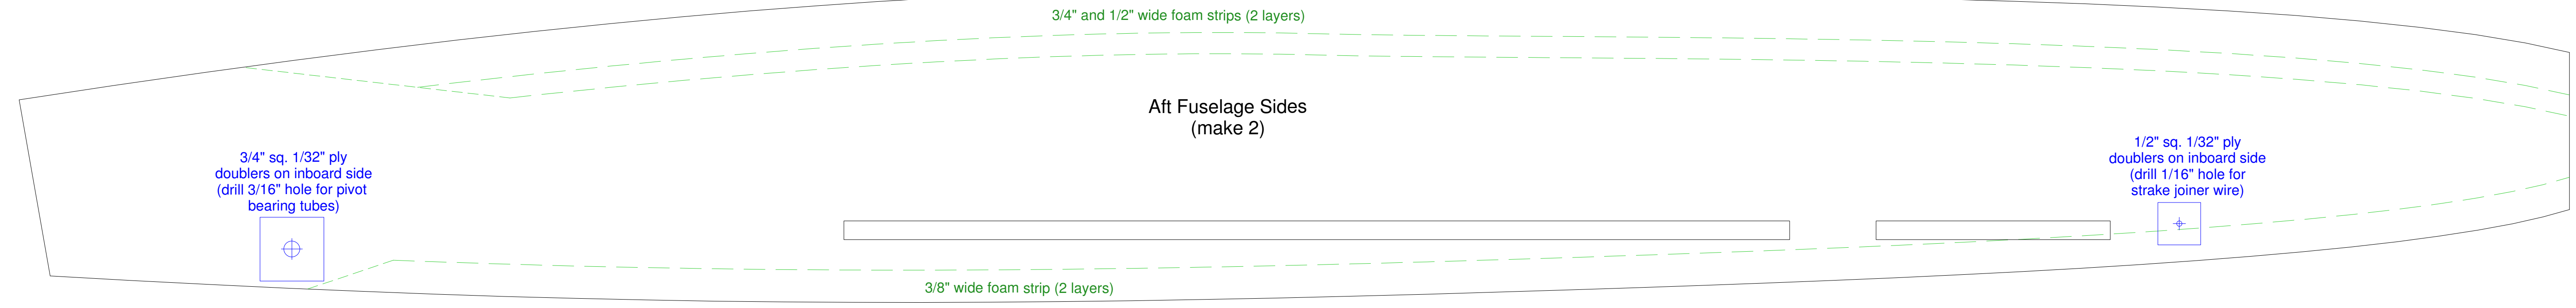 3/4" and 1/2" wide foam strips (2 layers)
Aft Fuselage Sides
(make 2)
3/4" sq. 1/32" ply
doublers on inboard side
(drill 3/16" hole for pivot
bearing tubes)
1/2" sq. 1/32" ply
doublers on inboard side
(drill 1/16" hole for
strake joiner wire)
3/8" wide foam strip (2 layers)